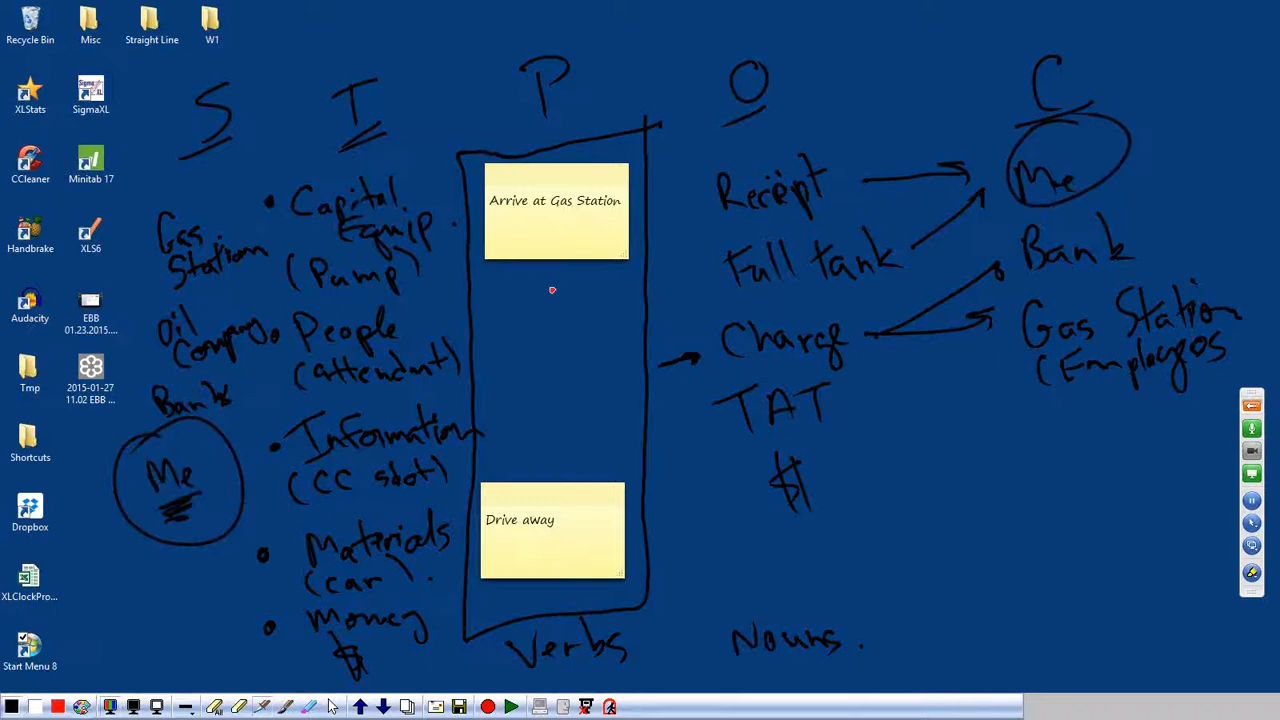 Recycle Bin
Misc
Straight Line
W1
XLStats
SigmaXL
CCleaner
Minitab 17
Handbrake
XLS6
Audacity
EBB
01.23.2015....
Tmp
2015-01-27
11.02 EBB ...
Shortcuts
Dropbox
XLClockPro...
Start Menu 8
S
Gas
Station
Oil
Company
Bank
Me
I
Capital
Equip.
(Pump)
People
(attendant)
Information
(CC slot)
Materials
(car)
Money
$
P
Arrive at Gas Station
Drive away
Verbs
O
Receipt
Full tank
Charge
TAT
$
Nouns.
C
Me
Bank
Gas Station
(Employees